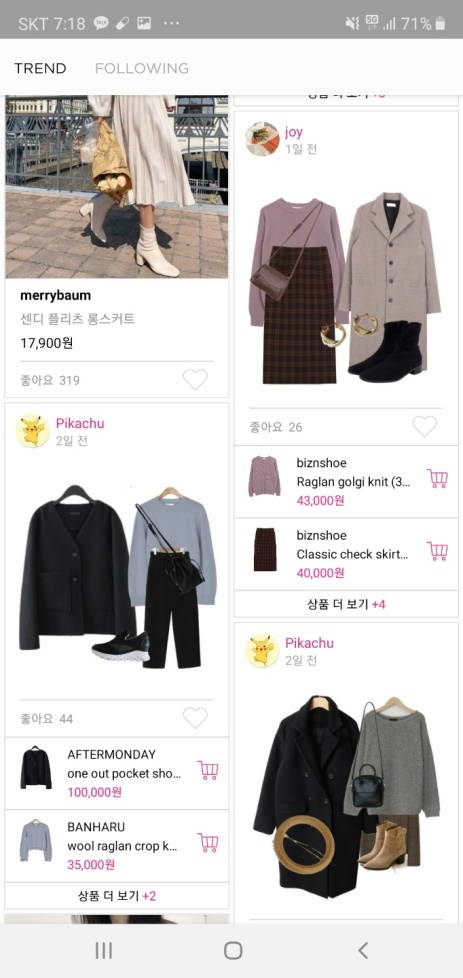 SKT 7:18
TALK
5G
71%
TREND
FOLLOWING
merrybaum
센디 플리츠 롱스커트
17,900원
좋아요 319
Pikachu
2일 전
좋아요 44
AFTERMONDAY
one out pocket sho...
100,000원
BANHARU
wool raglan crop k...
35,000원
상품 더 보기 +2
joy
1일 전
좋아요 26
biznshoe
Raglan golgi knit (3...
43,000원
biznshoe
Classic check skirt...
40,000원
상품 더 보기 +4
Pikachu
2일 전